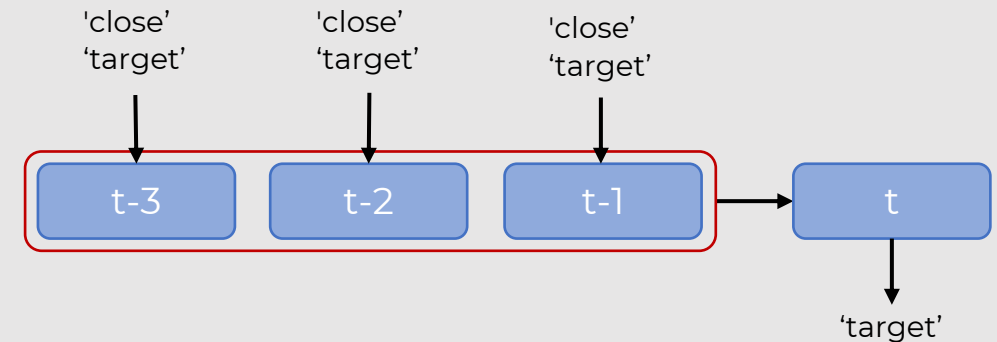 'close’
‘target’
'close’
‘target’
'close’
‘target’
t-3
t-2
t-1
t
‘target’